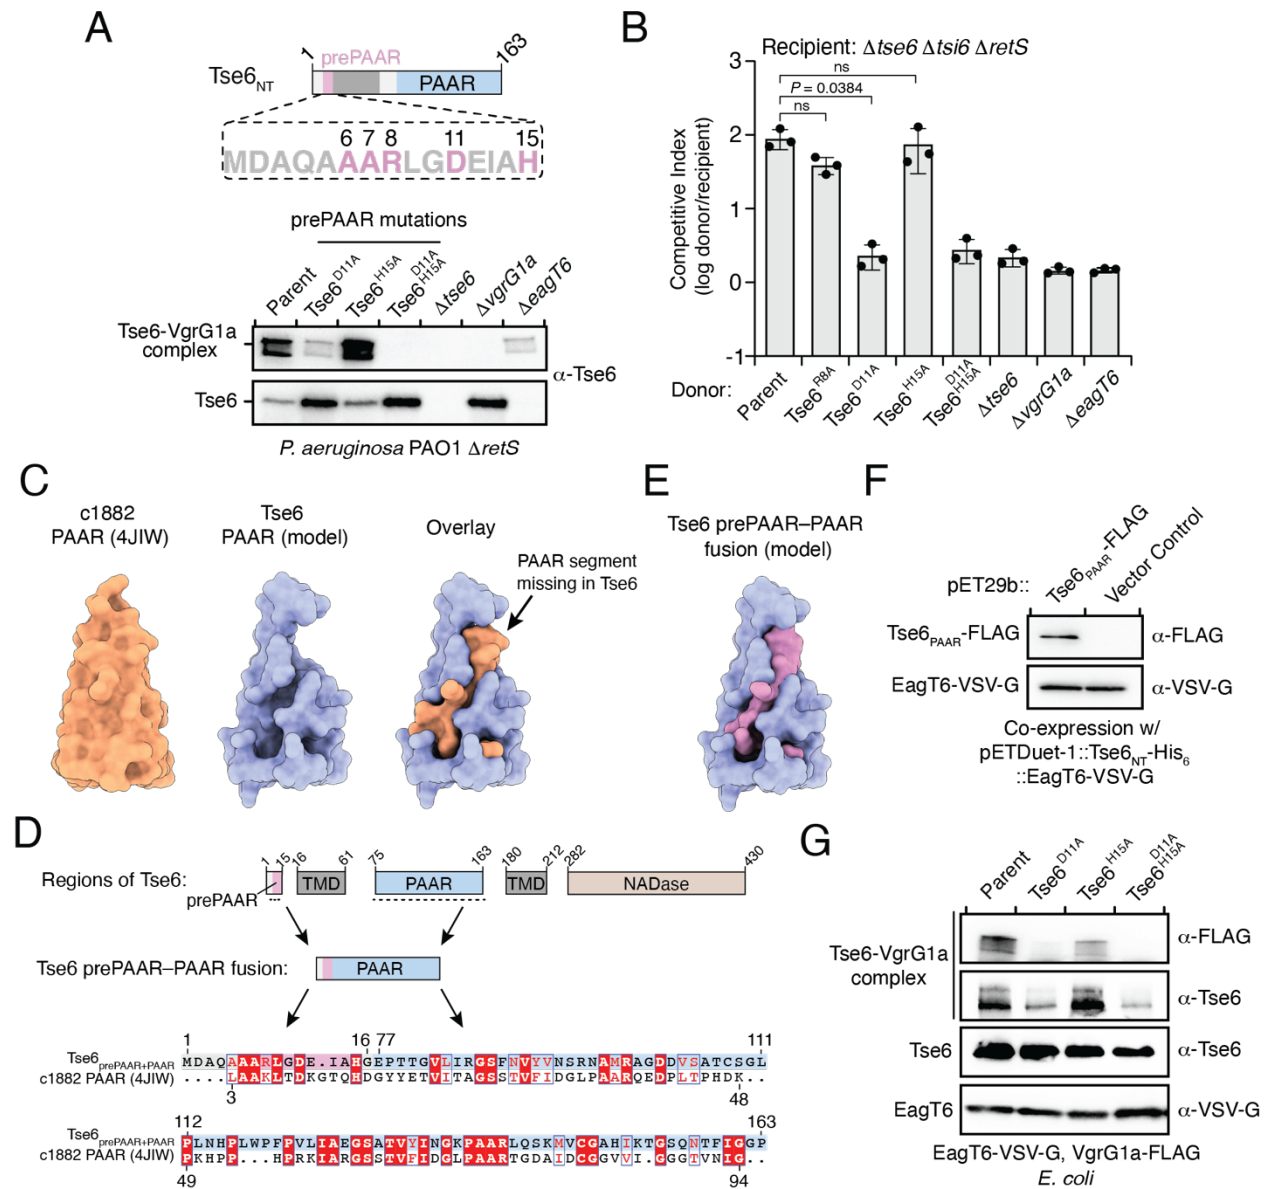 A
1
prePAAR
163
Tse6NT
PAAR
6 7 8 11 15
MDAQAAARLGDEIAH
prePAAR mutations
Parent
Tse6D11A
Tse6H15A
Tse6D11A H15A
Δtse6
ΔvgrG1a
ΔeagT6
Tse6-VgrG1a
complex
α-Tse6
Tse6
P. aeruginosa PAO1 ΔretS
B
Recipient: Δtse6 Δtsi6 ΔretS
Competitive Index
(log donor/recipient)
3
2
1
0
-1
ns
P = 0.0384
ns
Donor:
Parent
Tse6R8A
Tse6D11A
Tse6H15A
Tse6D11A H15A
Δtse6
ΔvgrG1a
ΔeagT6
C
c1882
PAAR (4JIW)
Tse6
PAAR (model)
Overlay
PAAR segment
missing in Tse6
E
Tse6 prePAAR–PAAR
fusion (model)
F
pET29b::
Tse6PAAR-FLAG
Vector Control
Tse6PAAR-FLAG
α-FLAG
EagT6-VSV-G
α-VSV-G
Co-expression w/
pETDuet-1::Tse6NT-His6
::EagT6-VSV-G
D
1 15 16 61 75 163 180 212 282 430
Regions of Tse6:
TMD
PAAR
TMD
NADase
prePAAR
Tse6 prePAAR–PAAR fusion:
PAAR
1 16 77 111
Tse6prePAAR+PAAR MDAQAAARLGDE.IAHGEPTTGVLIRGSFNVYVNSRNAMRAGDDVSATCSGL
c1882 PAAR (4JIW) ....LAAKLTDKGTQHDGYYETVITAGSSTVFIDGLPAARQEDPLTPHDK..
3 48
112 163
Tse6prePAAR+PAAR PLNHPLWPFPVLIAEGSATVYINGKPAARLQSKMVCGAHIKTGSQNTFIGGP
c1882 PAAR (4JIW) PKHPP...HPRKIARGSSTVFIDGLPAARTGDAIDCGGVVI.GGGTVNIG..
49 94
G
Parent
Tse6D11A
Tse6H15A
Tse6D11A H15A
Tse6-VgrG1a
complex
α-FLAG
α-Tse6
Tse6
α-Tse6
EagT6
α-VSV-G
EagT6-VSV-G, VgrG1a-FLAG
E. coli